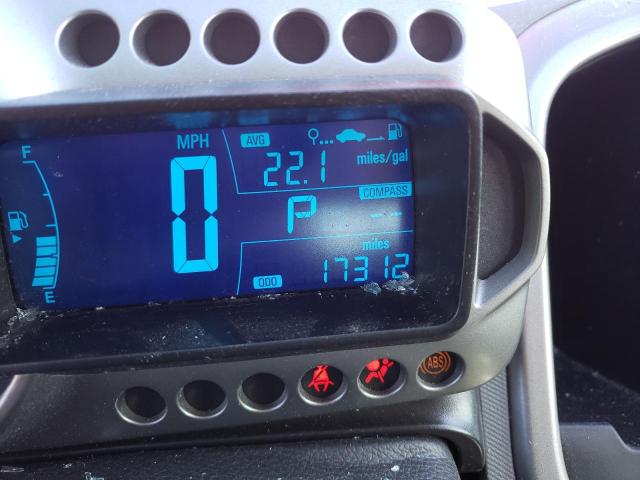 F
MPH
AVG
22.1
miles/gal
0
COMPASS
P -- --
E
miles
ODO
17312
ABS